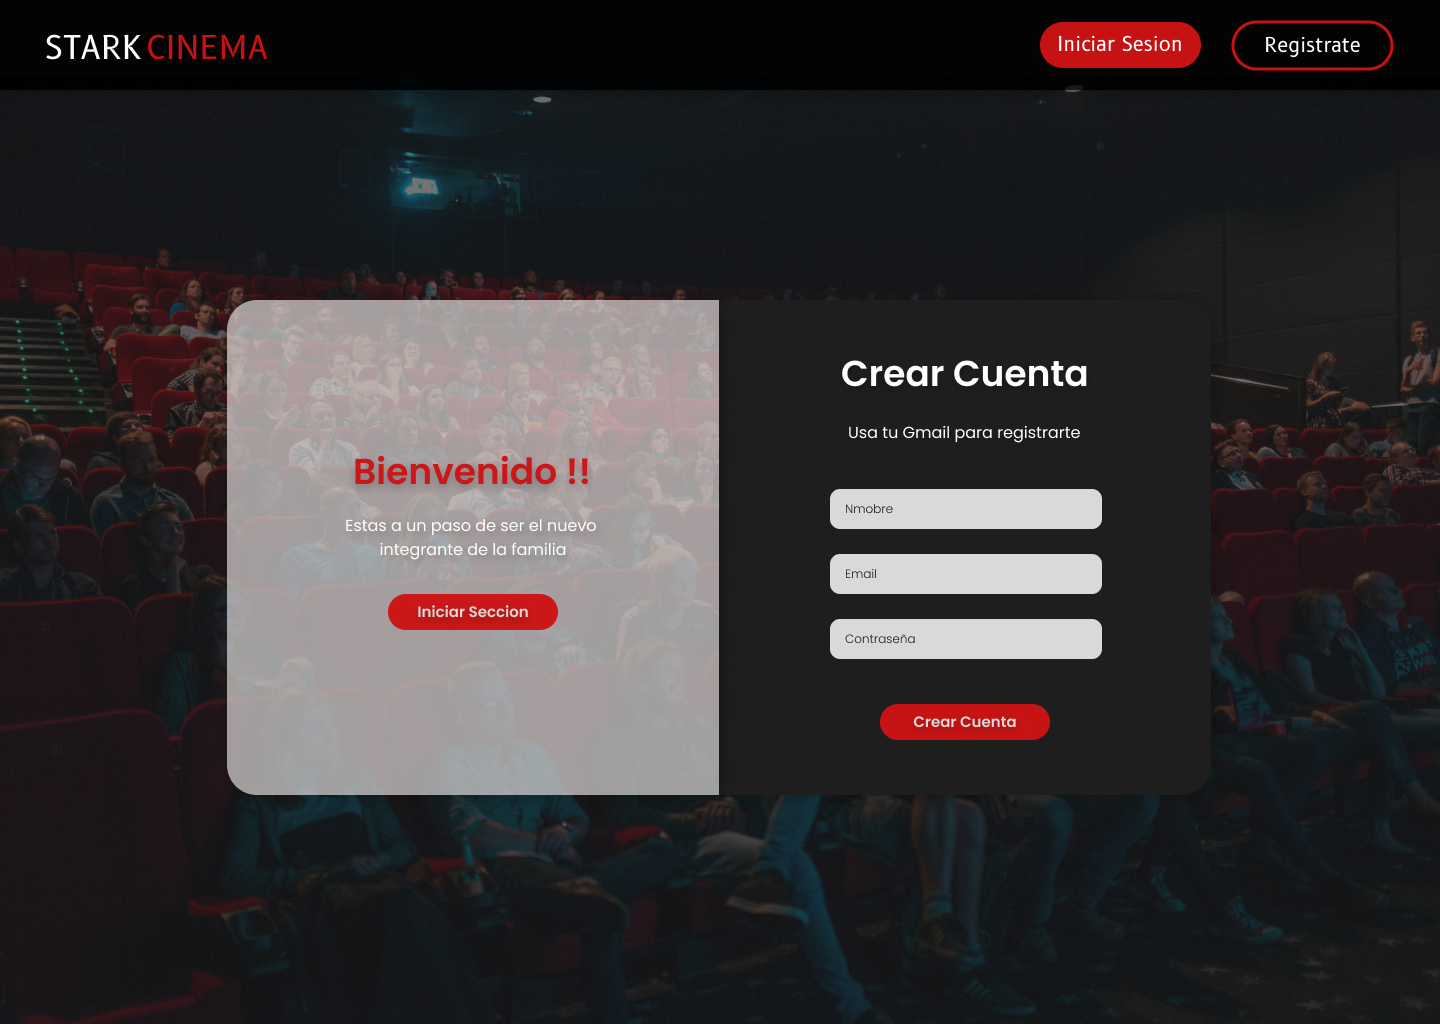 STARK CINEMA
Iniciar Sesion
Registrate
Bienvenido !!
Estas a un paso de ser el nuevo
integrante de la familia
Iniciar Seccion
Crear Cuenta
Usa tu Gmail para registrarte
Nmobre
Email
Contraseña
Crear Cuenta